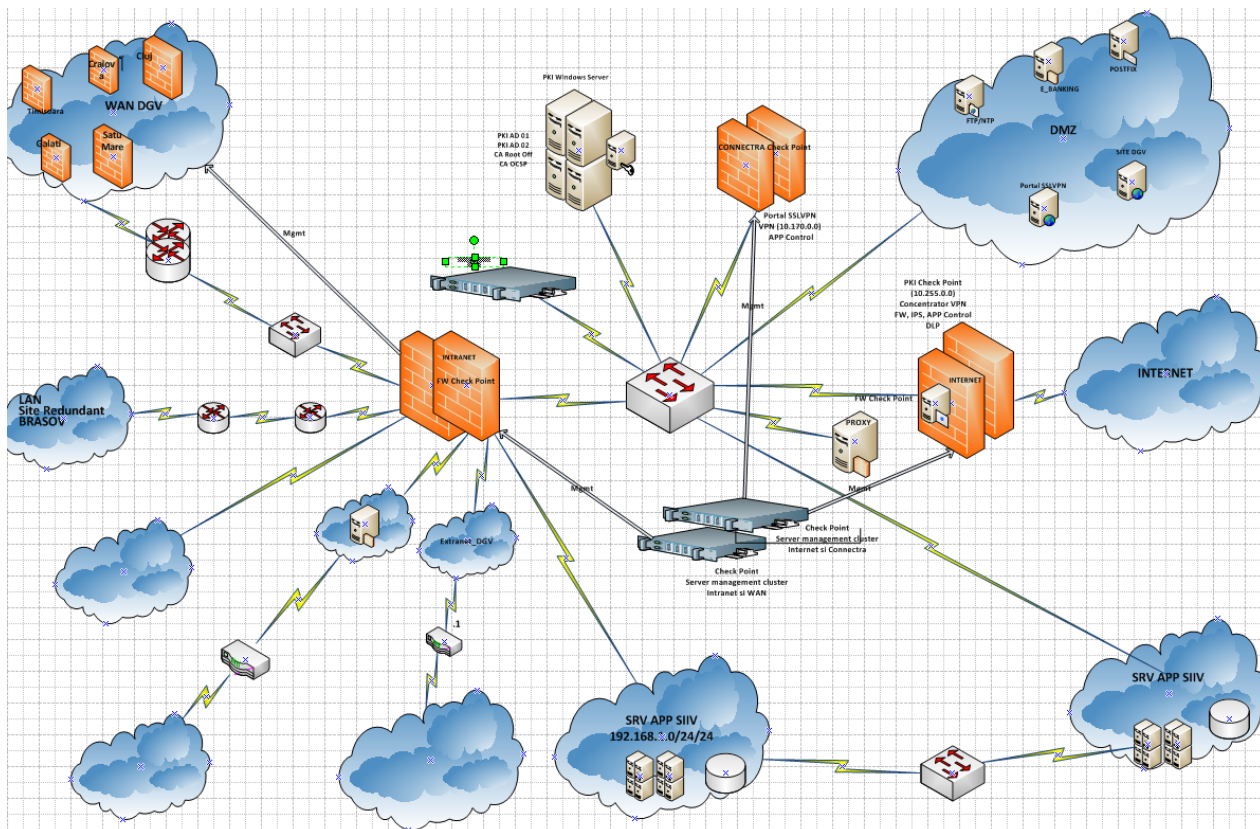 Craiov
a
Cluj
WAN DGV
Timisoara
Galati
Satu
Mare
PKI Windows Server
PKI AD 01
PKI AD 02
CA Root Off
CA OCSP
CONNECTRA Check Point
Portal SSLVPN
VPN (10.170.0.0)
APP Control
POSTFIX
E_BANKING
FTP/NTP
DMZ
SITE DGV
Portal SSLVPN
Mgmt
Mgmt
PKI Check Point
(10.255.0.0)
Concentrator VPN
FW, IPS, APP Control
DLP
INTRANET
FW Check Point
INTERNET
FW Check Point
INTERNET
LAN
Site Redundant
BRASOV
PROXY
Mgmt
Mgmt
Extranet_DGV
Check Point
Server management cluster
Internet si Connectra
Check Point
Server management cluster
Intranet si WAN
.1
SRV APP SIIV
SRV APP SIIV